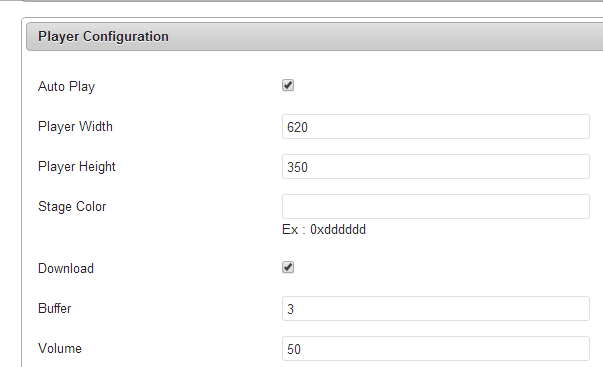 Player Configuration
Auto Play
Player Width 620
Player Height 350
Stage Color
Ex : 0xdddddd
Download
Buffer 3
Volume 50